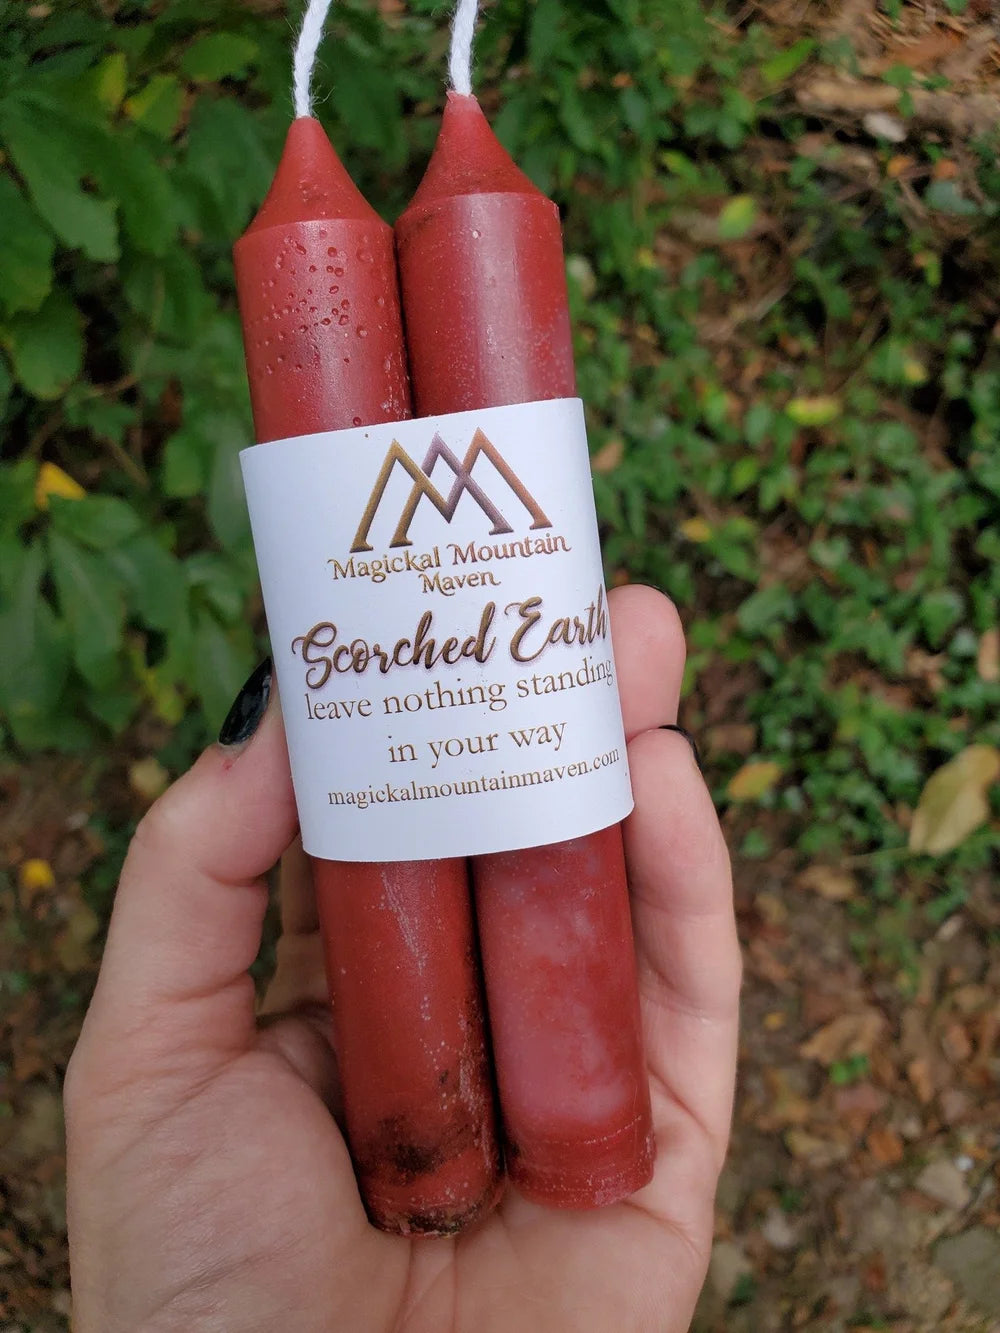 Magickal Mountain
Maven
Scorched Earth
leave nothing standing
in your way
magickalmountainmaven.com